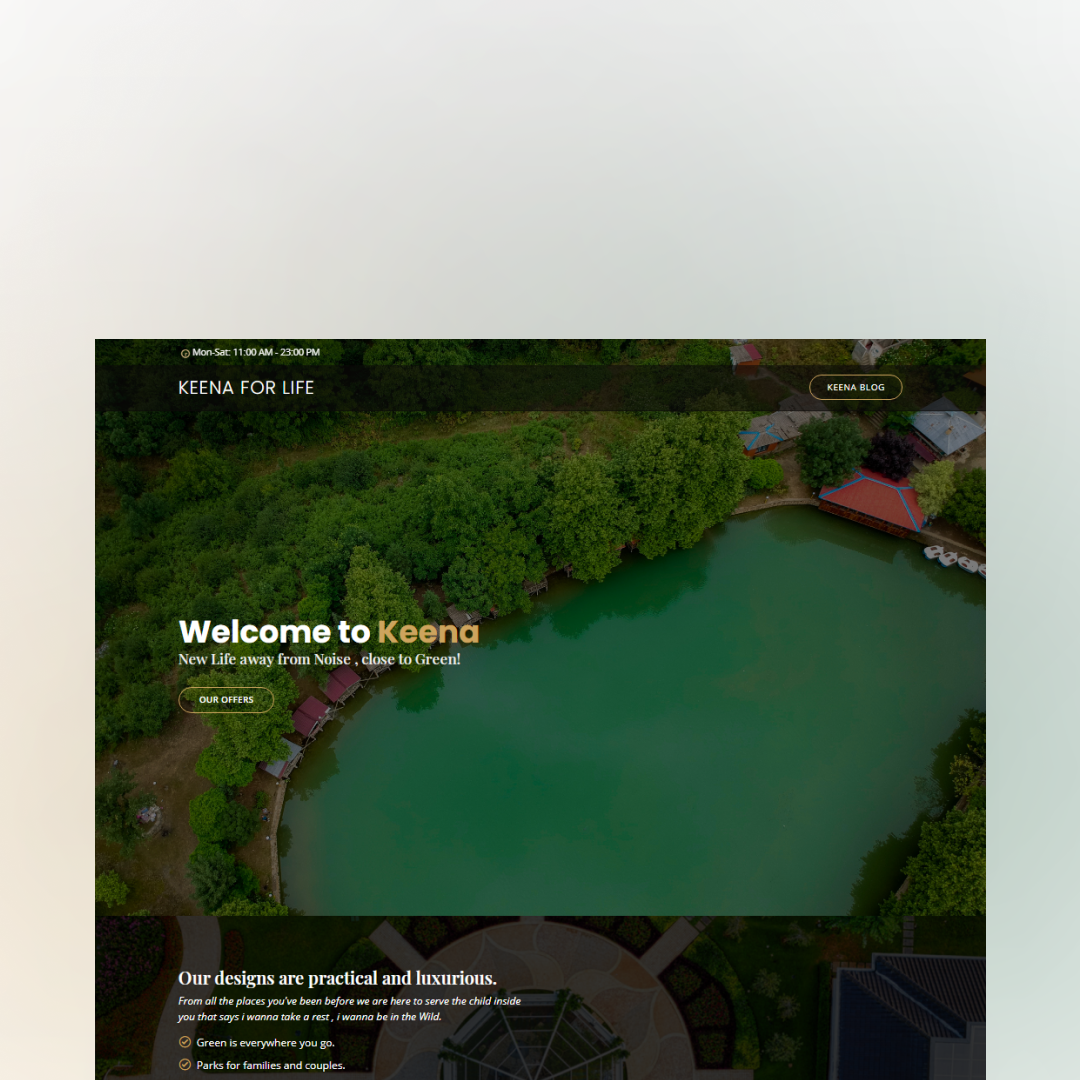 Mon-Sat: 11:00 AM - 23:00 PM
KEENA FOR LIFE
KEENA BLOG
Welcome to Keena
New Life away from Noise , close to Green!
OUR OFFERS
Our designs are practical and luxurious.
From all the places you've been before we are here to serve the child inside
you that says i wanna take a rest , i wanna be in the Wild.
Green is everywhere you go.
Parks for families and couples.